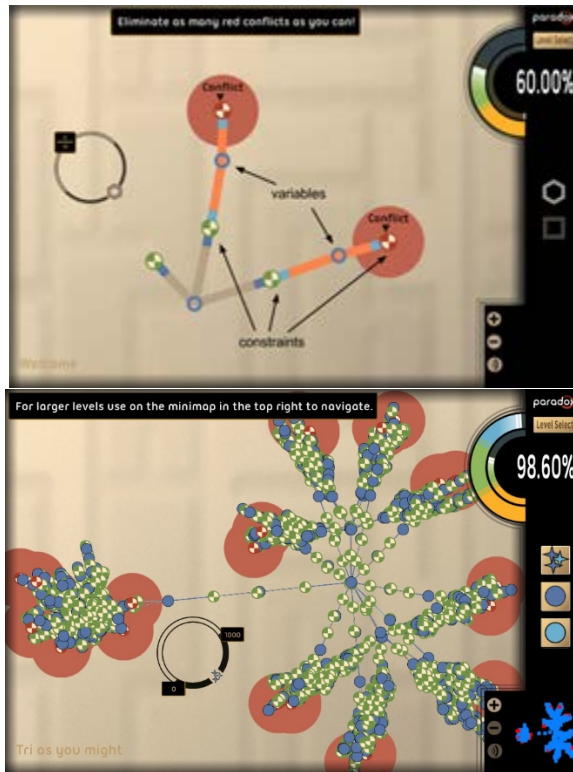 Eliminate as many red conflicts as you can!
paradox
Level Select
60.00%
Conflict
variables
Conflict
constraints
Welcome
For larger levels use on the minimap in the top right to navigate.
paradox
Level Select
98.60%
1000
0
Tri as you might